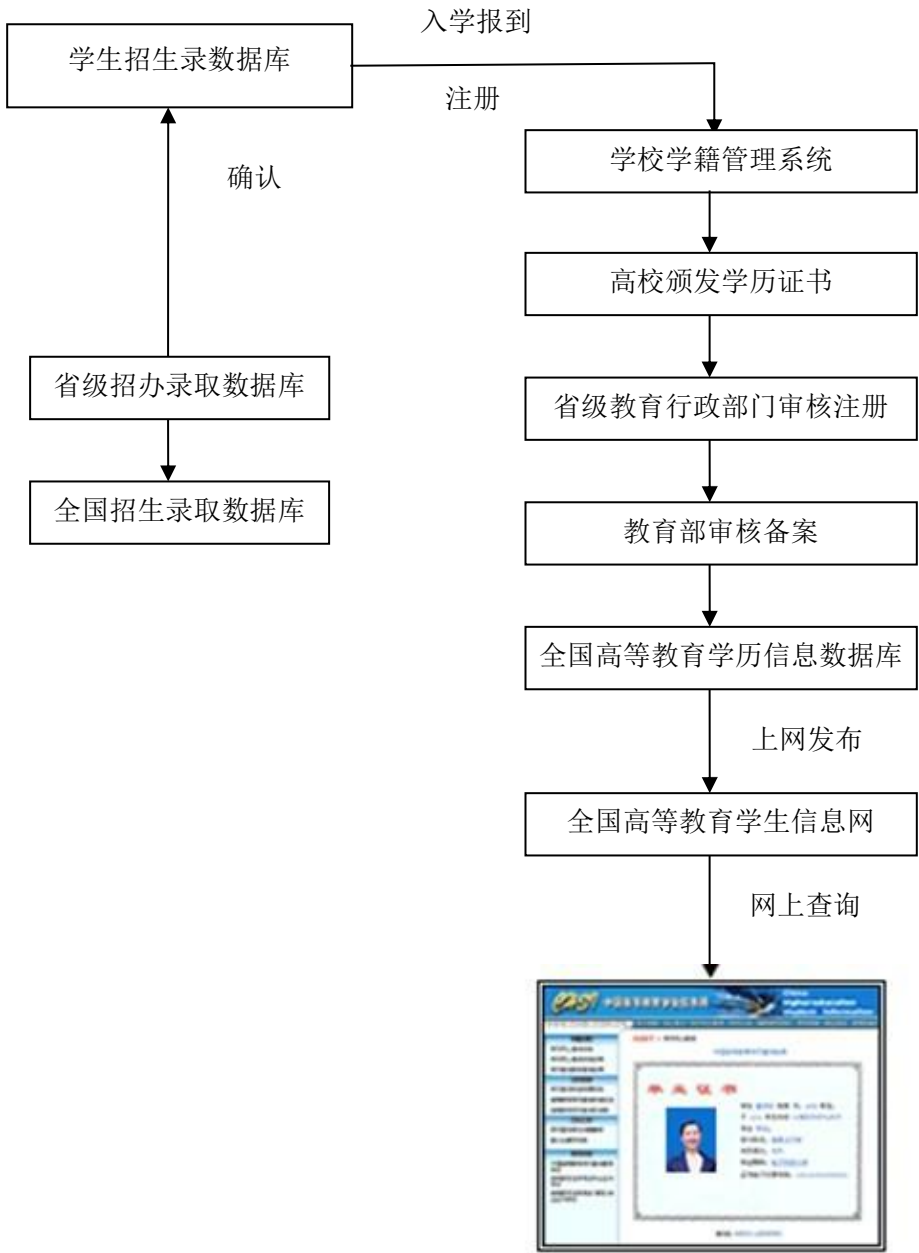 入学报到
学生招生录数据库
注册
学校学籍管理系统
确认
高校颁发学历证书
省级招办录取数据库
省级教育行政部门审核注册
全国招生录取数据库
教育部审核备案
全国高等教育学历信息数据库
上网发布
全国高等教育学生信息网
网上查询
毕业证书